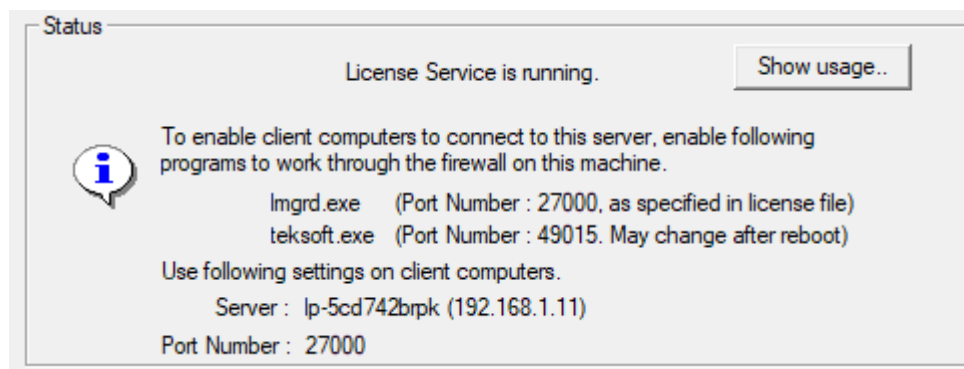 Status
License Service is running.
Show usage..
To enable client computers to connect to this server, enable following
programs to work through the firewall on this machine.
lmgrd.exe (Port Number : 27000, as specified in license file)
teksoft.exe (Port Number : 49015. May change after reboot)
Use following settings on client computers.
Server : lp-5cd742brpk (192.168.1.11)
Port Number : 27000